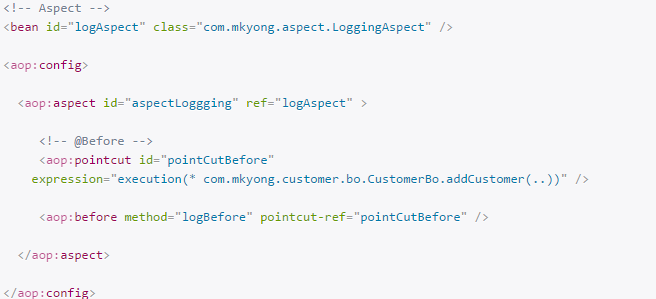 <!-- Aspect -->
<bean id="logAspect" class="com.mkyong.aspect.LoggingAspect" />
<aop:config>
<aop:aspect id="aspectLoggging" ref="logAspect" >
<!-- @Before -->
<aop:pointcut id="pointCutBefore"
expression="execution(* com.mkyong.customer.bo.CustomerBo.addCustomer(..))" />
<aop:before method="logBefore" pointcut-ref="pointCutBefore" />
</aop:aspect>
</aop:config>